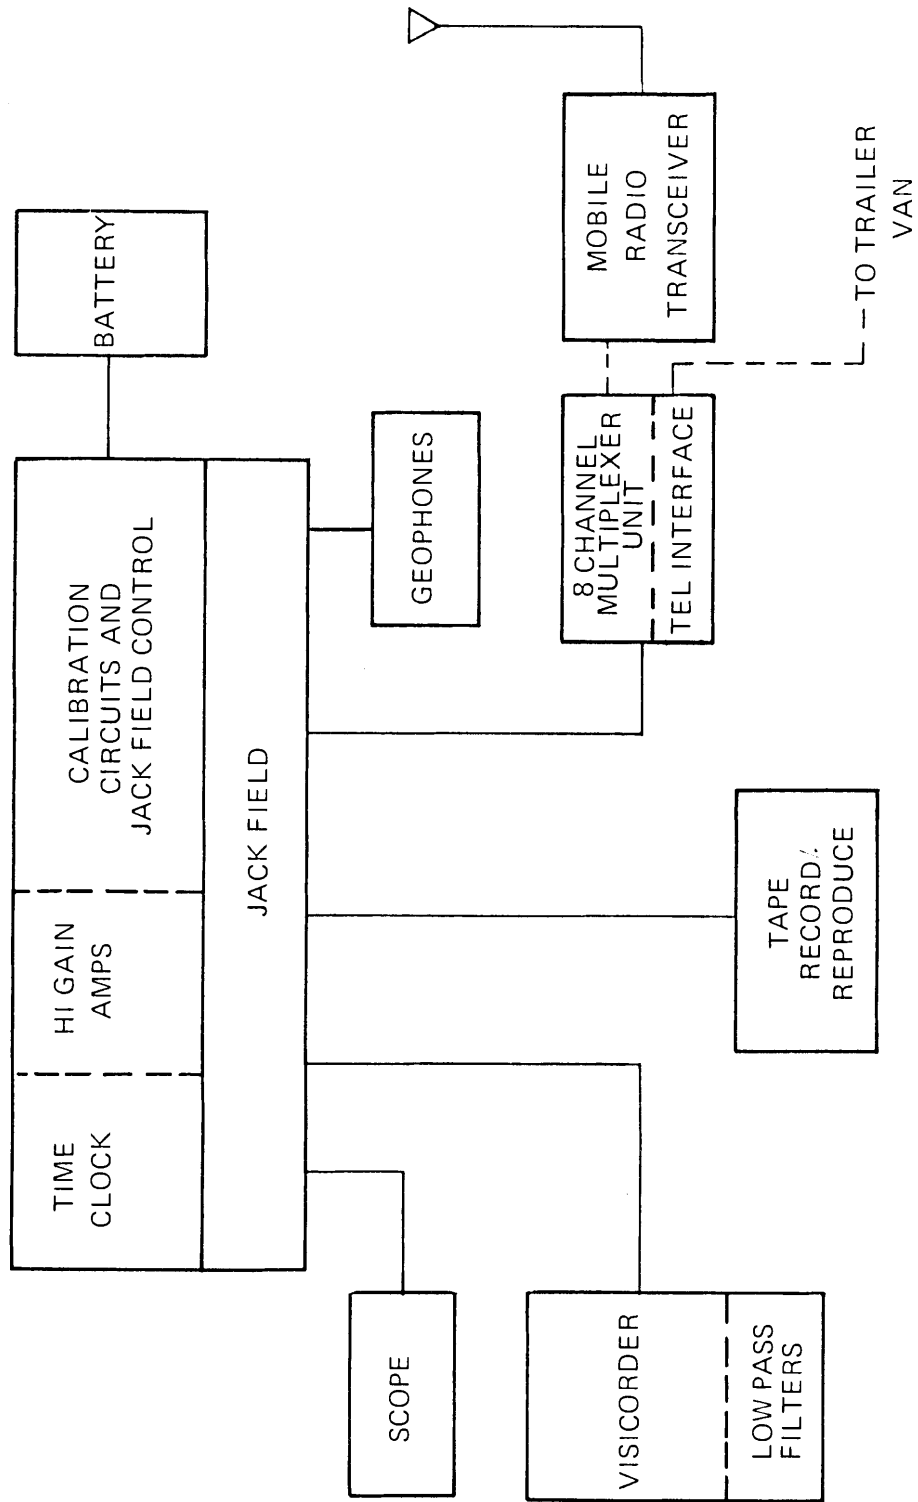 TIME
CLOCK
HI GAIN
AMPS
CALIBRATION
CIRCUITS AND
JACK FIELD CONTROL
BATTERY
JACK FIELD
SCOPE
GEOPHONES
VISICORDER
LOW PASS
FILTERS
TAPE
RECORD/
REPRODUCE
8 CHANNEL
MULTIPLEXER
UNIT
TEL INTERFACE
MOBILE
RADIO
TRANSCEIVER
TO TRAILER
VAN